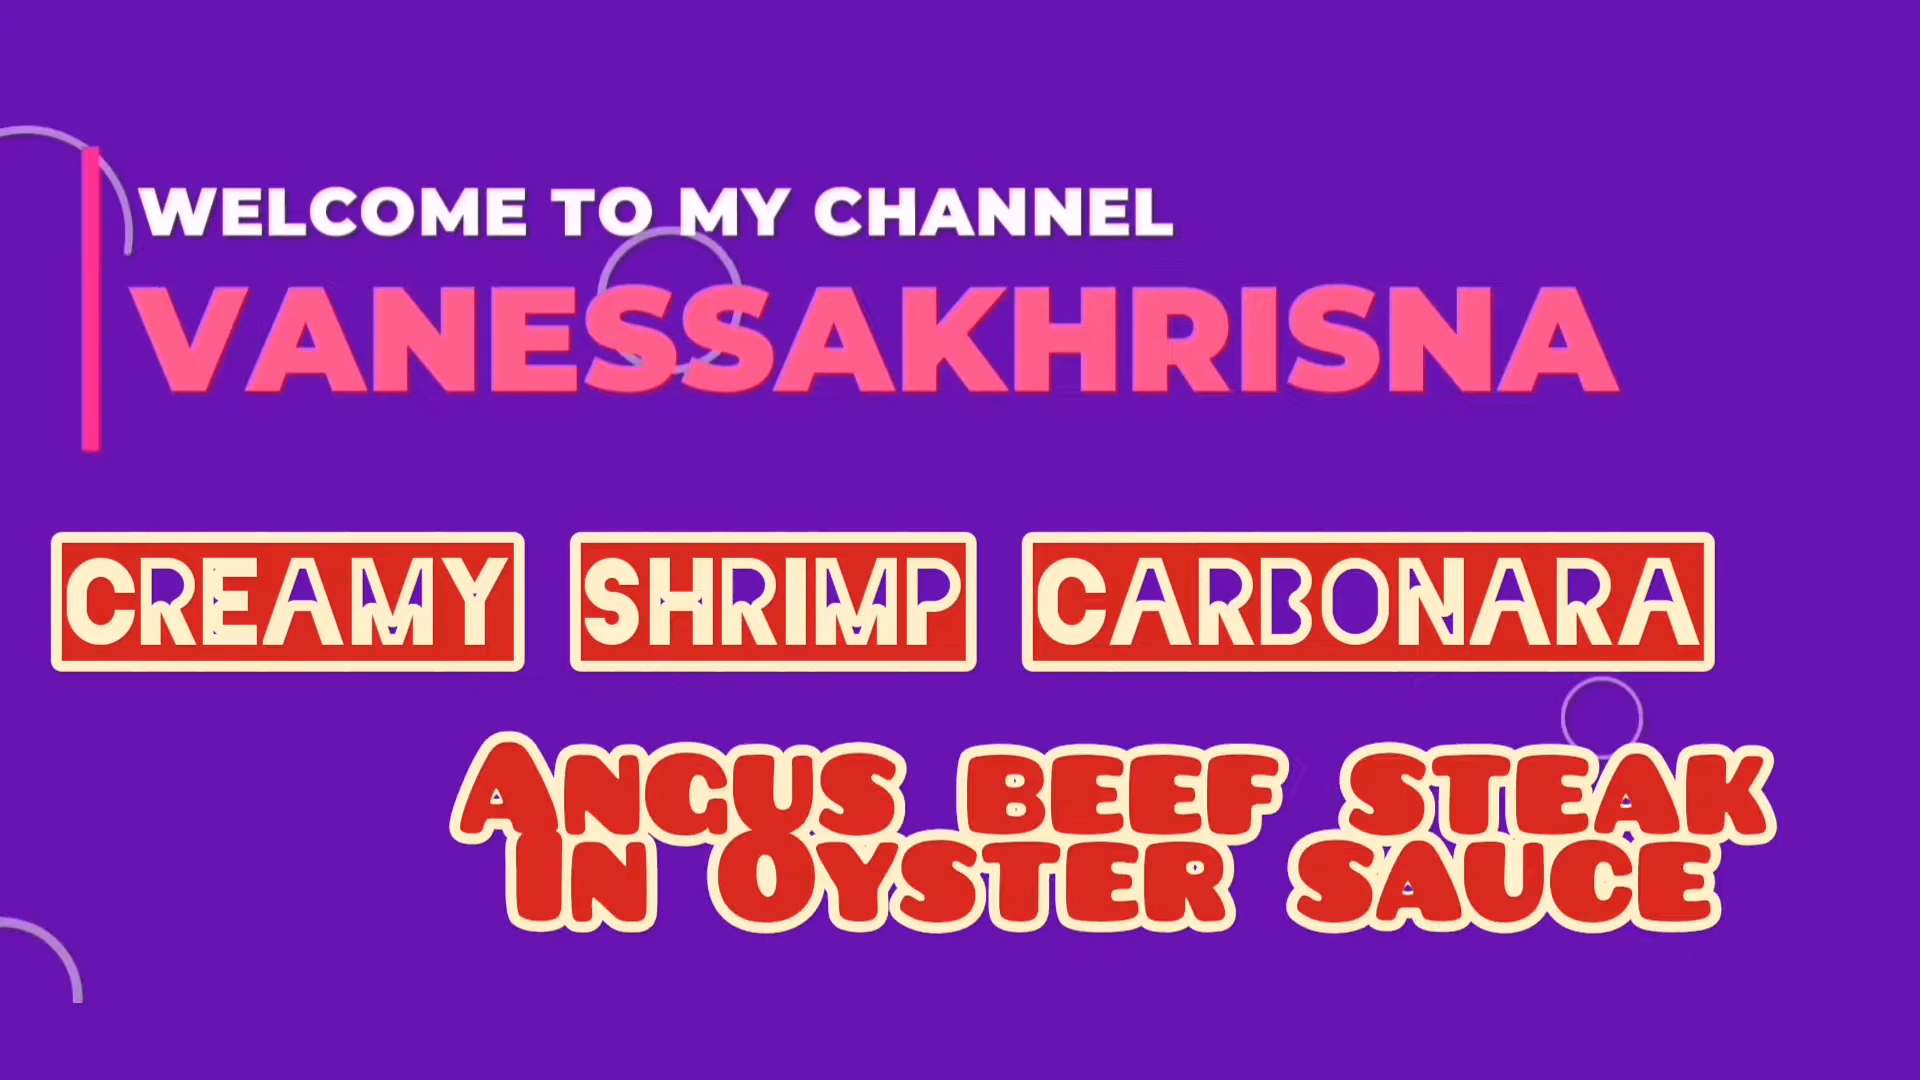 WELCOME TO MY CHANNEL
VANESSAKHRISNA
CREAMY SHRIMP CARBONARA
ANGUS BEEF STEAK
IN OYSTER SAUCE